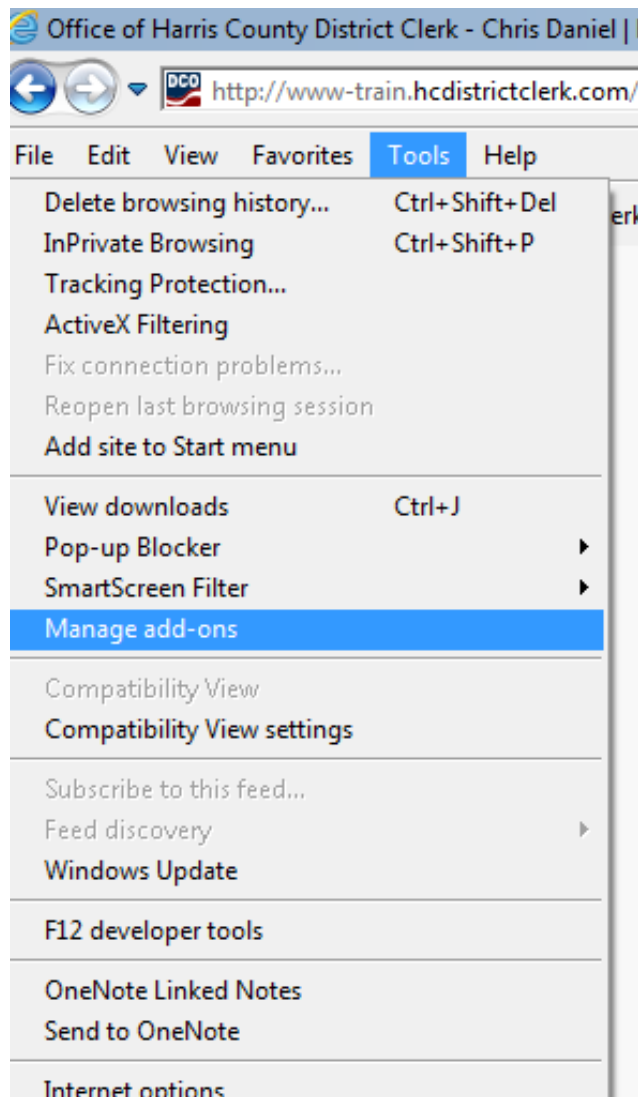 Office of Harris County District Clerk - Chris Daniel |
DCO http://www-train.hcdistrictclerk.com/
File Edit View Favorites Tools Help
Delete browsing history... Ctrl+Shift+Del
InPrivate Browsing Ctrl+Shift+P
Tracking Protection...
ActiveX Filtering
Fix connection problems...
Reopen last browsing session
Add site to Start menu
View downloads Ctrl+J
Pop-up Blocker
SmartScreen Filter
Manage add-ons
Compatibility View
Compatibility View settings
Subscribe to this feed...
Feed discovery
Windows Update
F12 developer tools
OneNote Linked Notes
Send to OneNote
Internet options